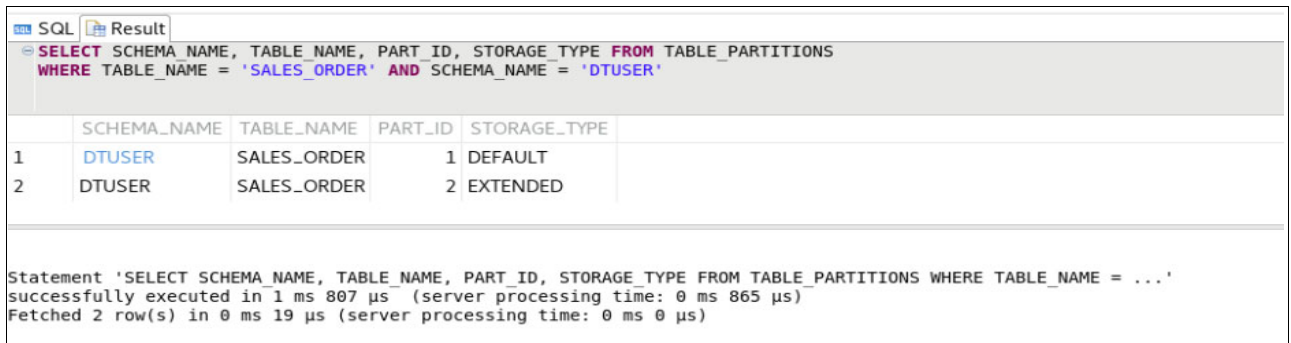 SQL Result
SELECT SCHEMA_NAME, TABLE_NAME, PART_ID, STORAGE_TYPE FROM TABLE_PARTITIONS
WHERE TABLE_NAME = 'SALES_ORDER' AND SCHEMA_NAME = 'DTUSER'
SCHEMA_NAME TABLE_NAME PART_ID STORAGE_TYPE
1 DTUSER SALES_ORDER 1 DEFAULT
2 DTUSER SALES_ORDER 2 EXTENDED
Statement 'SELECT SCHEMA_NAME, TABLE_NAME, PART_ID, STORAGE_TYPE FROM TABLE_PARTITIONS WHERE TABLE_NAME = ...'
successfully executed in 1 ms 807 µs (server processing time: 0 ms 865 µs)
Fetched 2 row(s) in 0 ms 19 µs (server processing time: 0 ms 0 µs)